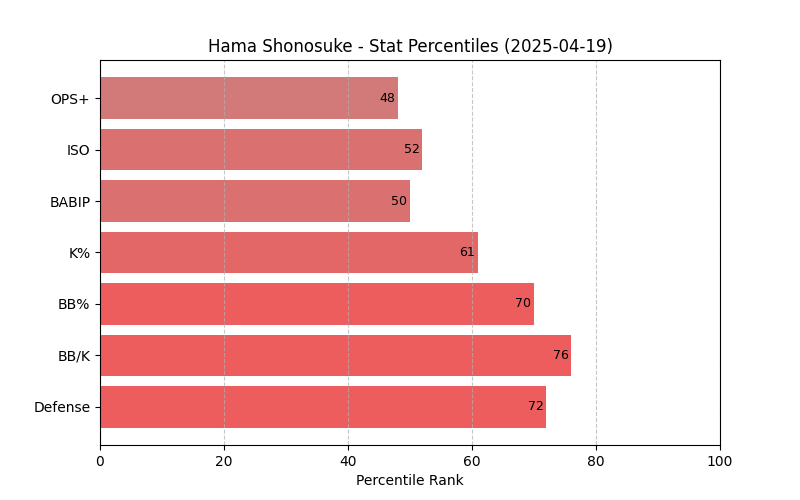 Hama Shonosuke - Stat Percentiles (2025-04-19)
OPS+ 48
ISO 52
BABIP 50
K% 61
BB% 70
BB/K 76
Defense 72
0 20 40 60 80 100
Percentile Rank